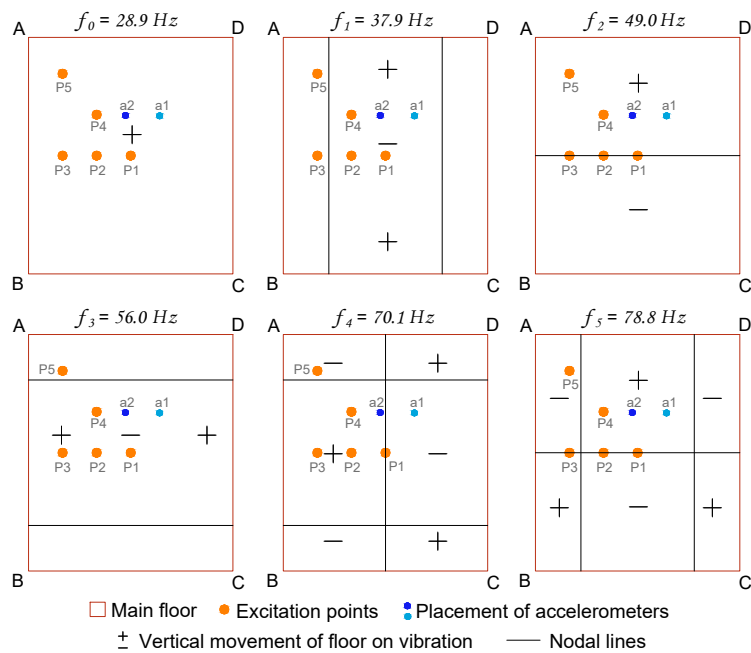 f₀ = 28.9 Hz
f₁ = 37.9 Hz
f₂ = 49.0 Hz
A D A D A D
P5 P5 P5
a2 a1 a2 a1 a2 a1
P4 P4 P4
+ + − + + −
P3 P2 P1 P3 P2 P1 P3 P2 P1
B C B C B C
f₃ = 56.0 Hz
f₄ = 70.1 Hz
f₅ = 78.8 Hz
A D A D A D
P5 P5 − + P5 + − −
a2 a1 a2 a1 a2 a1
P4 P4 P4
+ − + + −
P3 P2 P1 P3 P2 P1 P3 P2 P1
− + + − +
B C B C B C
Main floor Excitation points Placement of accelerometers
± Vertical movement of floor on vibration Nodal lines